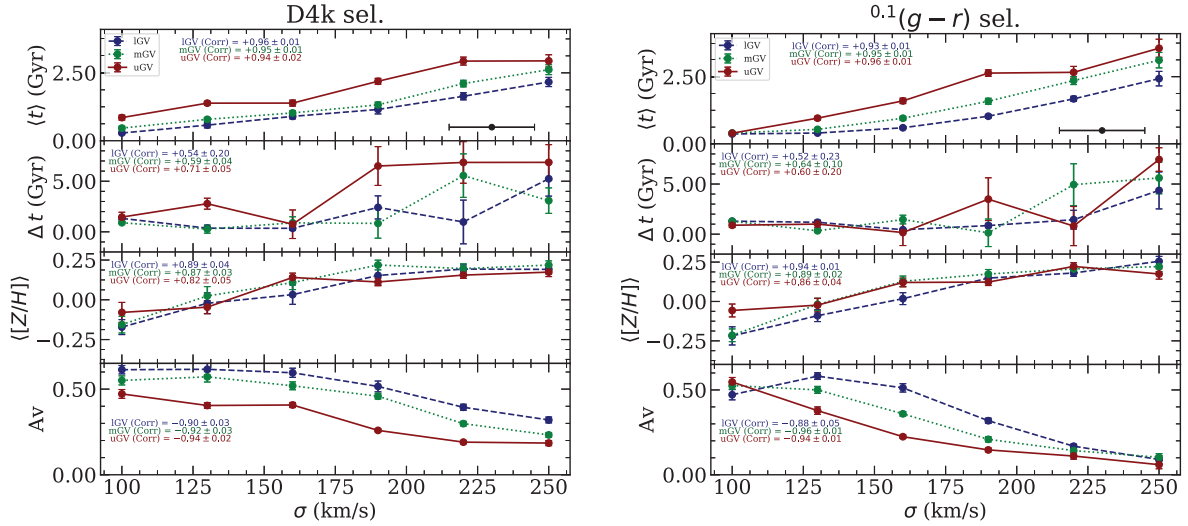 D4k sel.
lGV
mGV
uGV
lGV (Corr) = +0.96 ± 0.01
mGV (Corr) = +0.95 ± 0.01
uGV (Corr) = +0.94 ± 0.02
⟨t⟩ (Gyr)
2.50
0.00
lGV (Corr) = +0.54 ± 0.20
mGV (Corr) = +0.59 ± 0.04
uGV (Corr) = +0.71 ± 0.05
Δ t (Gyr)
5.00
0.00
lGV (Corr) = +0.89 ± 0.04
mGV (Corr) = +0.87 ± 0.03
uGV (Corr) = +0.82 ± 0.05
⟨[Z/H]⟩
0.25
0.00
−0.25
Av
0.50
0.00
lGV (Corr) = −0.90 ± 0.03
mGV (Corr) = −0.92 ± 0.03
uGV (Corr) = −0.94 ± 0.02
100 125 150 175 200 225 250
σ (km/s)
0.1(g − r) sel.
lGV
mGV
uGV
lGV (Corr) = +0.93 ± 0.01
mGV (Corr) = +0.95 ± 0.01
uGV (Corr) = +0.96 ± 0.01
⟨t⟩ (Gyr)
2.50
0.00
lGV (Corr) = +0.52 ± 0.23
mGV (Corr) = +0.64 ± 0.10
uGV (Corr) = +0.60 ± 0.20
Δ t (Gyr)
5.00
0.00
lGV (Corr) = +0.94 ± 0.01
mGV (Corr) = +0.89 ± 0.02
uGV (Corr) = +0.86 ± 0.04
⟨[Z/H]⟩
0.25
0.00
−0.25
Av
0.50
0.00
lGV (Corr) = −0.88 ± 0.05
mGV (Corr) = −0.96 ± 0.01
uGV (Corr) = −0.94 ± 0.01
100 125 150 175 200 225 250
σ (km/s)